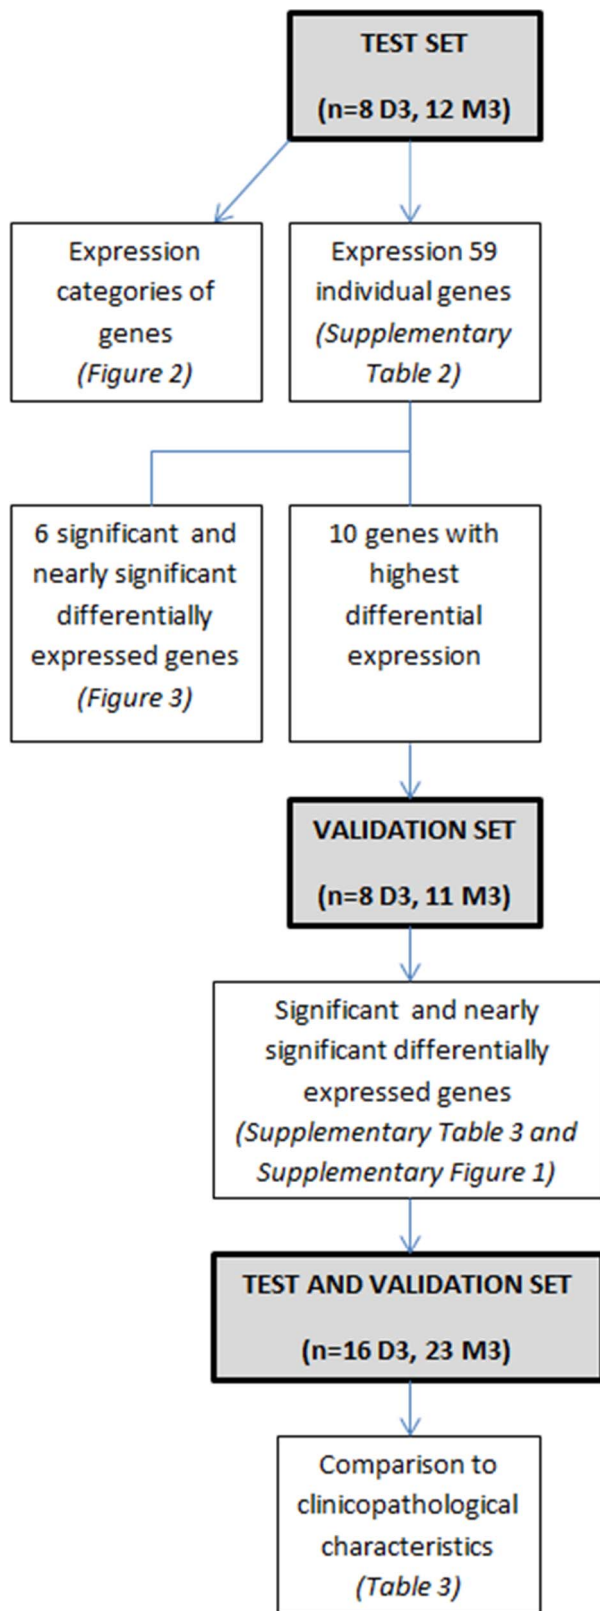 TEST SET
(n=8 D3, 12 M3)
Expression
categories of
genes
(Figure 2)
Expression 59
individual genes
(Supplementary
Table 2)
6 significant and
nearly significant
differentially
expressed genes
(Figure 3)
10 genes with
highest
differential
expression
VALIDATION SET
(n=8 D3, 11 M3)
Significant and nearly
significant differentially
expressed genes
(Supplementary Table 3 and
Supplementary Figure 1)
TEST AND VALIDATION SET
(n=16 D3, 23 M3)
Comparison to
clinicopathological
characteristics
(Table 3)